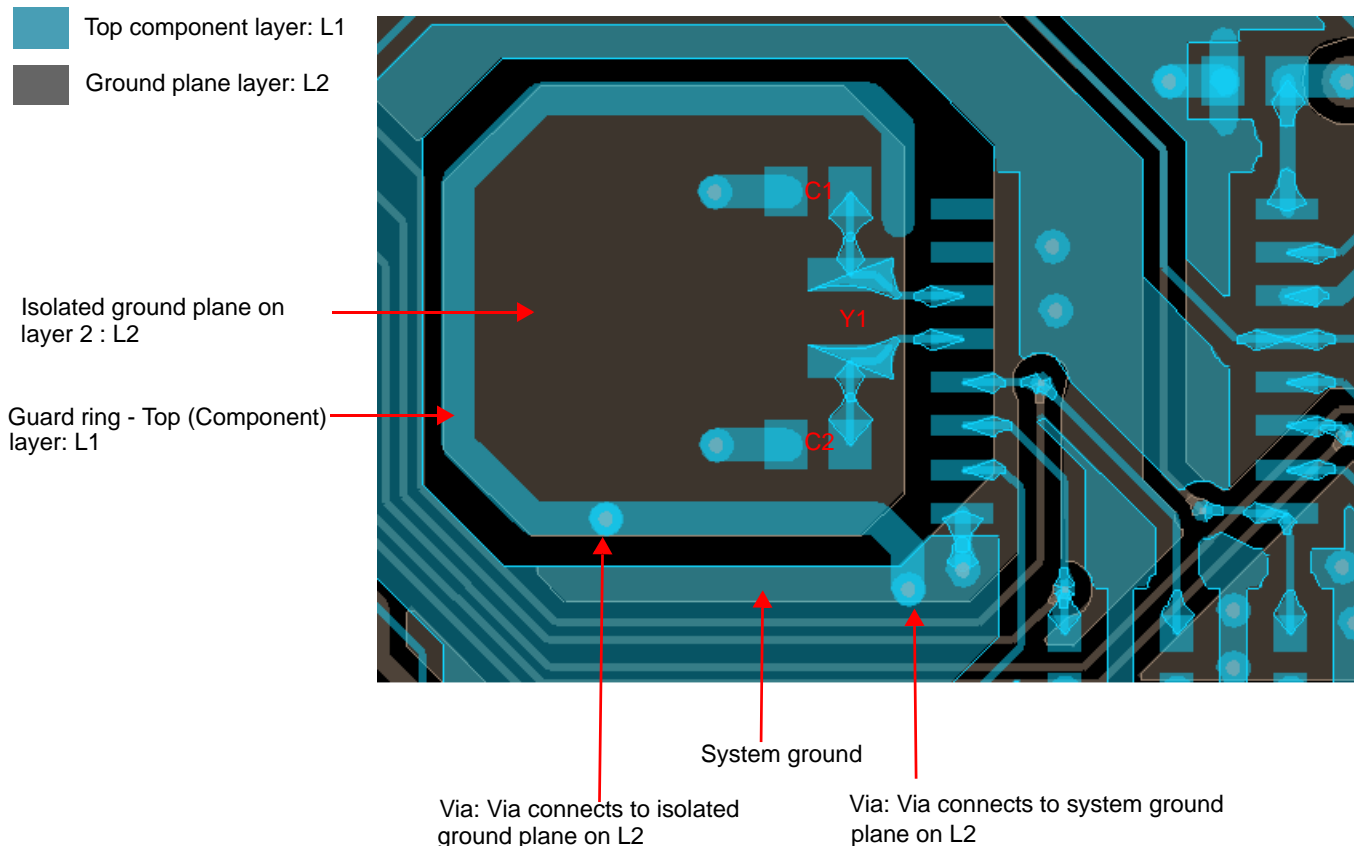 Top component layer: L1
Ground plane layer: L2
C1
Y1
C2
Isolated ground plane on
layer 2 : L2
Guard ring - Top (Component)
layer: L1
System ground
Via: Via connects to isolated
ground plane on L2
Via: Via connects to system ground
plane on L2